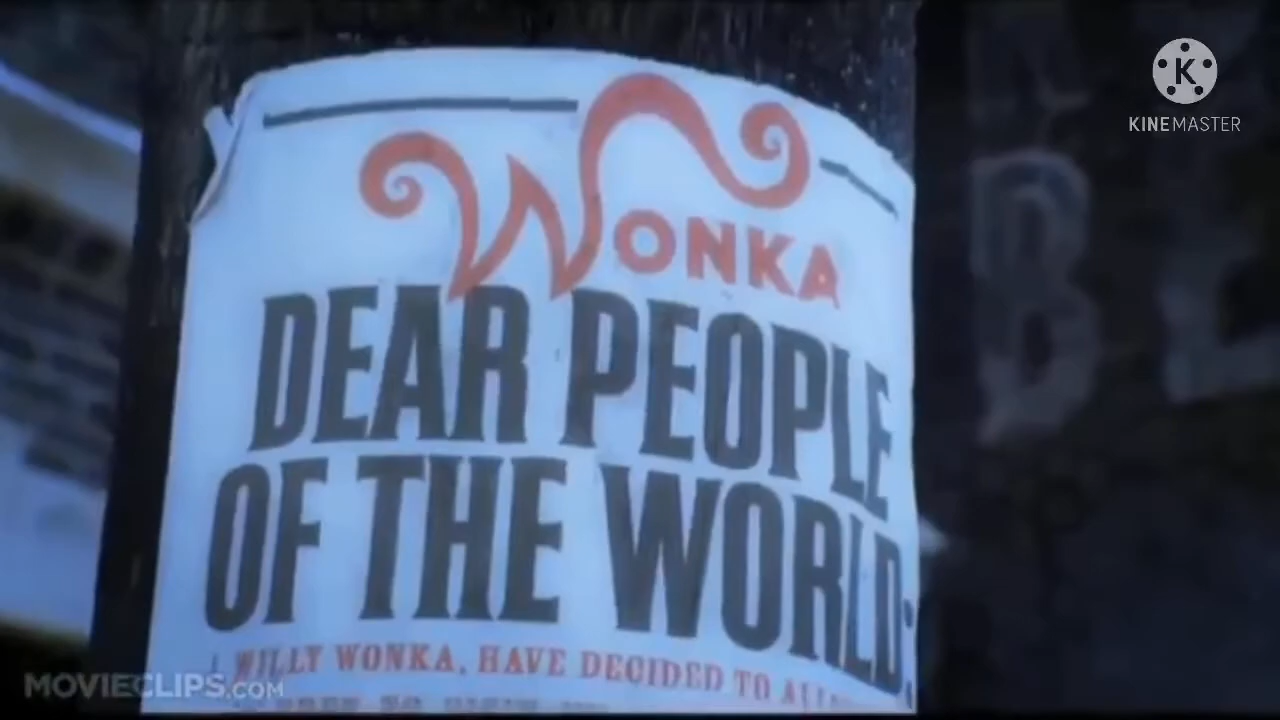 KINEMASTER
WONKA
DEAR PEOPLE
OF THE WORLD:
I, WILLY WONKA, HAVE DECIDED TO
MOVIECLIPS.COM